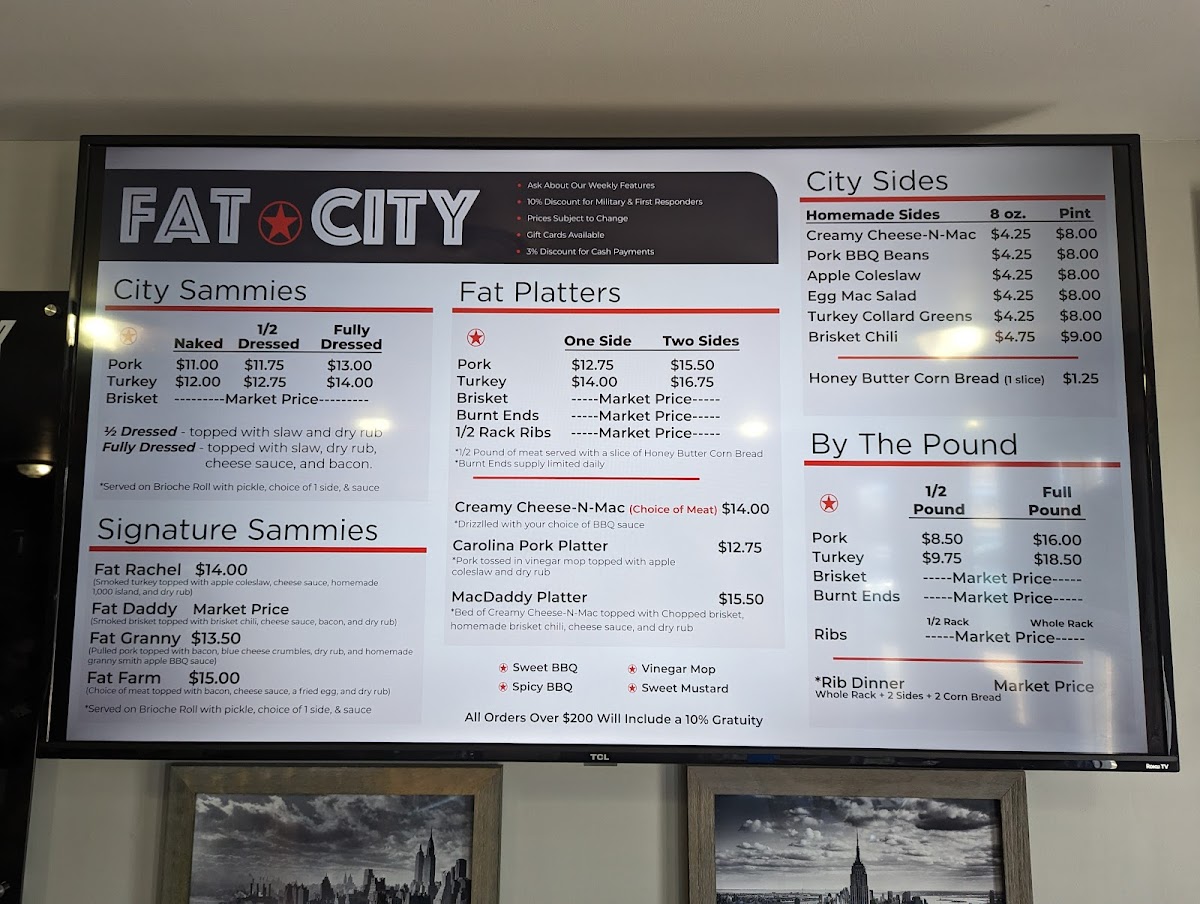 FAT CITY
Ask About Our Weekly Features
10% Discount for Military & First Responders
Prices Subject to Change
Gift Cards Available
3% Discount for Cash Payments
City Sammies
Naked 1/2 Dressed Fully Dressed
Pork $11.00 $11.75 $13.00
Turkey $12.00 $12.75 $14.00
Brisket ---------Market Price---------
½ Dressed - topped with slaw and dry rub
Fully Dressed - topped with slaw, dry rub,
cheese sauce, and bacon.
*Served on Brioche Roll with pickle, choice of 1 side, & sauce
Signature Sammies
Fat Rachel $14.00
(Smoked turkey topped with apple coleslaw, cheese sauce, homemade
1,000 island, and dry rub)
Fat Daddy Market Price
(Smoked brisket topped with brisket chili, cheese sauce, bacon, and dry rub)
Fat Granny $13.50
(Pulled pork topped with bacon, blue cheese crumbles, dry rub, and homemade
granny smith apple BBQ sauce)
Fat Farm $15.00
(Choice of meat topped with bacon, cheese sauce, a fried egg, and dry rub)
*Served on Brioche Roll with pickle, choice of 1 side, & sauce
Fat Platters
One Side Two Sides
Pork $12.75 $15.50
Turkey $14.00 $16.75
Brisket -----Market Price-----
Burnt Ends -----Market Price-----
1/2 Rack Ribs -----Market Price-----
*1/2 Pound of meat served with a slice of Honey Butter Corn Bread
*Burnt Ends supply limited daily
Creamy Cheese-N-Mac (Choice of Meat) $14.00
*Drizzlled with your choice of BBQ sauce
Carolina Pork Platter $12.75
*Pork tossed in vinegar mop topped with apple
coleslaw and dry rub
MacDaddy Platter $15.50
*Bed of Creamy Cheese-N-Mac topped with Chopped brisket,
homemade brisket chili, cheese sauce, and dry rub
Sweet BBQ Vinegar Mop
Spicy BBQ Sweet Mustard
All Orders Over $200 Will Include a 10% Gratuity
City Sides
Homemade Sides 8 oz. Pint
Creamy Cheese-N-Mac $4.25 $8.00
Pork BBQ Beans $4.25 $8.00
Apple Coleslaw $4.25 $8.00
Egg Mac Salad $4.25 $8.00
Turkey Collard Greens $4.25 $8.00
Brisket Chili $4.75 $9.00
Honey Butter Corn Bread (1 slice) $1.25
By The Pound
1/2 Pound Full Pound
Pork $8.50 $16.00
Turkey $9.75 $18.50
Brisket -----Market Price-----
Burnt Ends -----Market Price-----
1/2 Rack Whole Rack
Ribs -----Market Price-----
*Rib Dinner Market Price
Whole Rack + 2 Sides + 2 Corn Bread
TCL
Roku TV